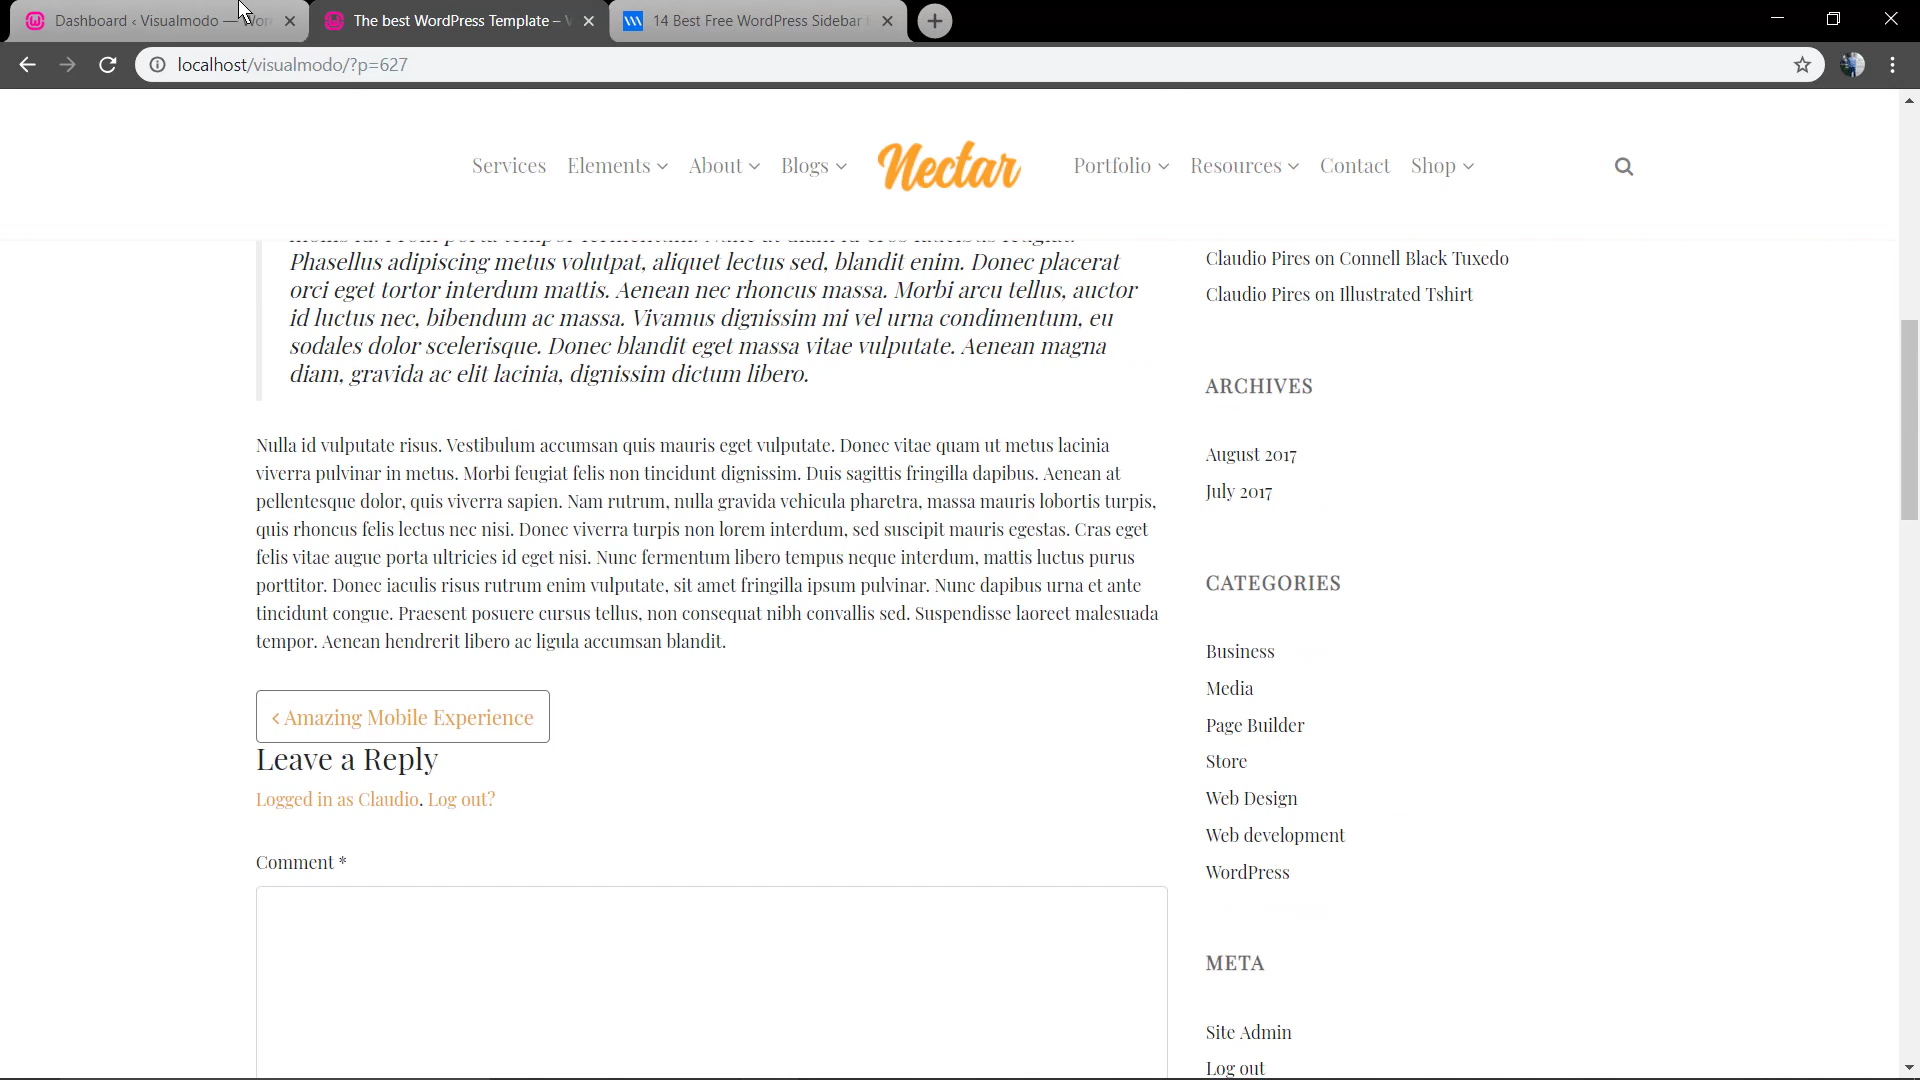 Dashboard ‹ Visualmodo —
The best WordPress Template –
14 Best Free WordPress Sidebar
localhost/visualmodo/?p=627
Services Elements About Blogs Nectar Portfolio Resources Contact Shop
Phasellus adipiscing metus volutpat, aliquet lectus sed, blandit enim. Donec placerat
orci eget tortor interdum mattis. Aenean nec rhoncus massa. Morbi arcu tellus, auctor
id luctus nec, bibendum ac massa. Vivamus dignissim mi vel urna condimentum, eu
sodales dolor scelerisque. Donec blandit eget massa vitae vulputate. Aenean magna
diam, gravida ac elit lacinia, dignissim dictum libero.
Nulla id vulputate risus. Vestibulum accumsan quis mauris eget vulputate. Donec vitae quam ut metus lacinia
viverra pulvinar in metus. Morbi feugiat felis non tincidunt dignissim. Duis sagittis fringilla dapibus. Aenean at
pellentesque dolor, quis viverra sapien. Nam rutrum, nulla gravida vehicula pharetra, massa mauris lobortis turpis,
quis rhoncus felis lectus nec nisi. Donec viverra turpis non lorem interdum, sed suscipit mauris egestas. Cras eget
felis vitae augue porta ultricies id eget nisi. Nunc fermentum libero tempus neque interdum, mattis luctus purus
porttitor. Donec iaculis risus rutrum enim vulputate, sit amet fringilla ipsum pulvinar. Nunc dapibus urna et ante
tincidunt congue. Praesent posuere cursus tellus, non consequat nibh convallis sed. Suspendisse laoreet malesuada
tempor. Aenean hendrerit libero ac ligula accumsan blandit.
‹ Amazing Mobile Experience
Leave a Reply
Logged in as Claudio. Log out?
Comment *
Claudio Pires on Connell Black Tuxedo
Claudio Pires on Illustrated Tshirt
ARCHIVES
August 2017
July 2017
CATEGORIES
Business
Media
Page Builder
Store
Web Design
Web development
WordPress
META
Site Admin
Log out